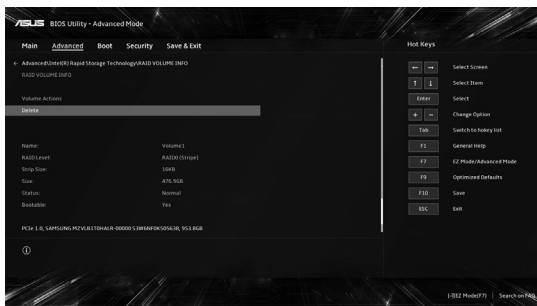 ASUS BIOS Utility - Advanced Mode
Main Advanced Boot Security Save & Exit
Hot Keys
← Advanced\Intel(R) Rapid Storage Technology\RAID VOLUME INFO
RAID VOLUME INFO
Volume Actions
Delete
Name: Volume1
RAID Level: RAID0 (Stripe)
Strip Size: 16KB
Size: 476.9GB
Status: Normal
Bootable: Yes
PCIe 1.0, SAMSUNG MZVLB1T0HALR-00000 S3W6NF0K505638, 953.8GB
← → Select Screen
↑ ↓ Select Item
Enter Select
+ - Change Option
Tab Switch to hokey list
F1 General Help
F7 EZ Mode/Advanced Mode
F9 Optimized Defaults
F10 Save
ESC Exit
[-]EZ Mode(F7) | Search on FAQ